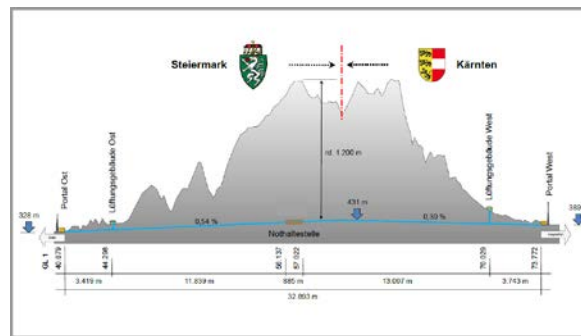 Steiermark
Kärnten
Portal Ost
Lüftungsgebäude Ost
rd. 1.200 m
Lüftungsgebäude West
Portal West
328 m
0,54 %
431 m
Nothaltestelle
GL 1
40.879
44.298
56.137
57.022
70.029
73.772
3.419 m
11.839 m
885 m
13.007 m
3.743 m
32.893 m